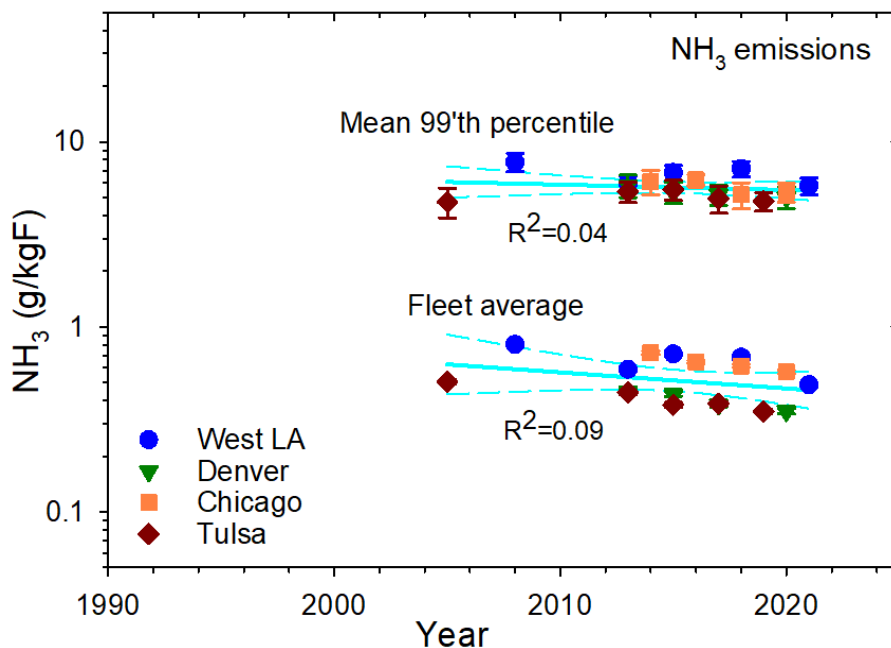 NH₃ emissions
Mean 99'th percentile
R²=0.04
Fleet average
R²=0.09
West LA
Denver
Chicago
Tulsa
NH₃ (g/kgF)
10
1
0.1
1990
2000
2010
2020
Year